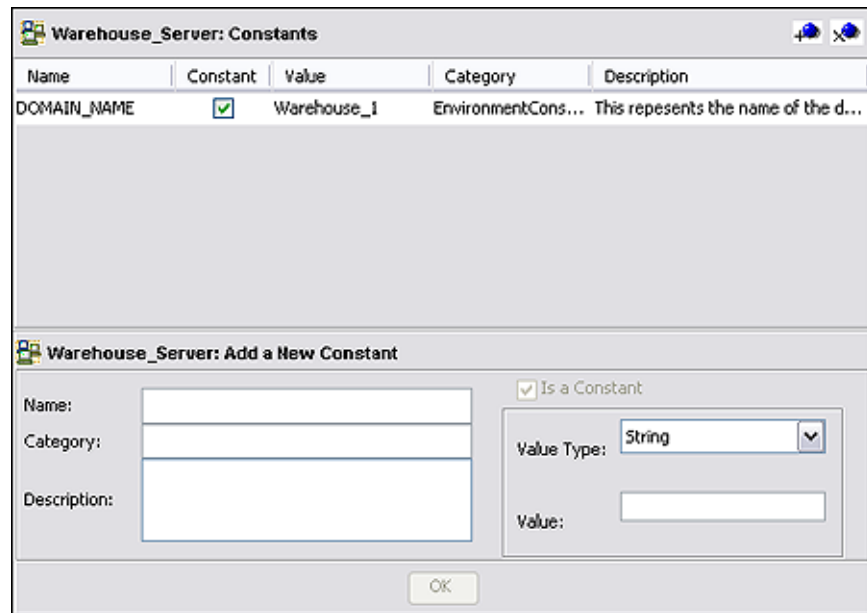 Warehouse_Server: Constants
Name Constant Value Category Description
DOMAIN_NAME Warehouse_1 EnvironmentCons... This repesents the name of the d...
Warehouse_Server: Add a New Constant
Is a Constant
Name:
Category:
Value Type: String
Description:
Value:
OK